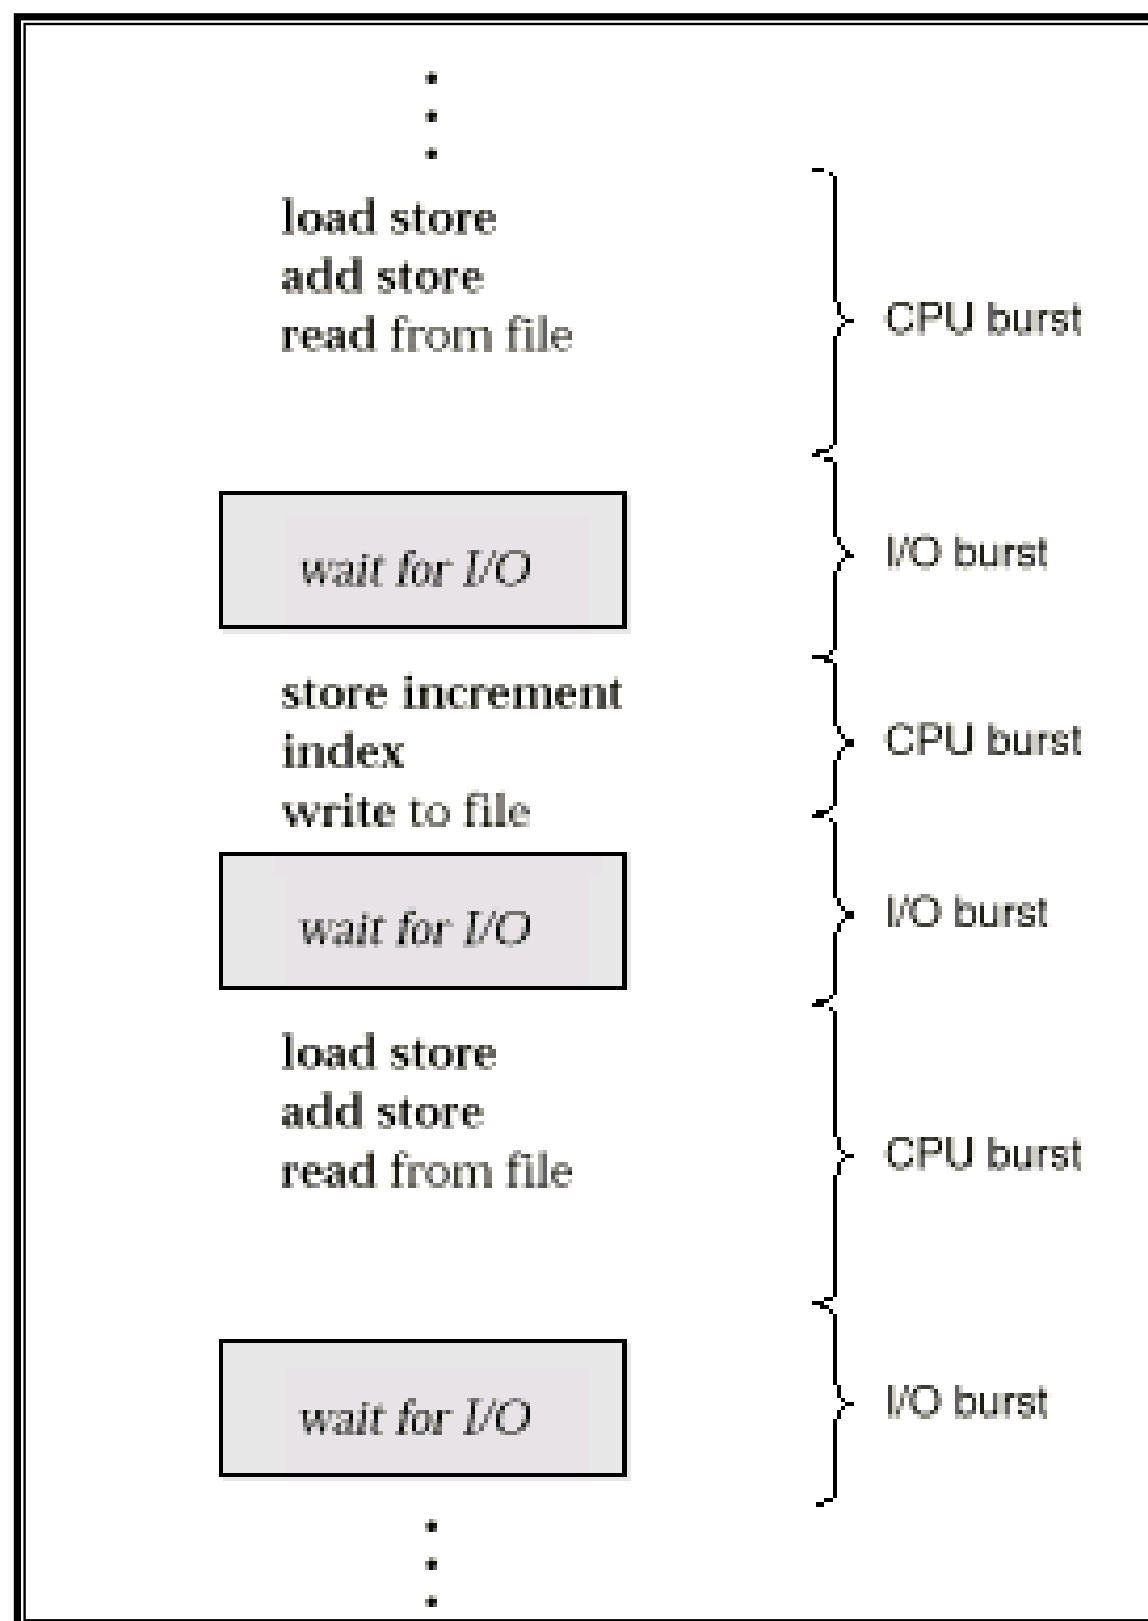 load store
add store
read from file
CPU burst
wait for I/O
I/O burst
store increment
index
write to file
CPU burst
wait for I/O
I/O burst
load store
add store
read from file
CPU burst
wait for I/O
I/O burst